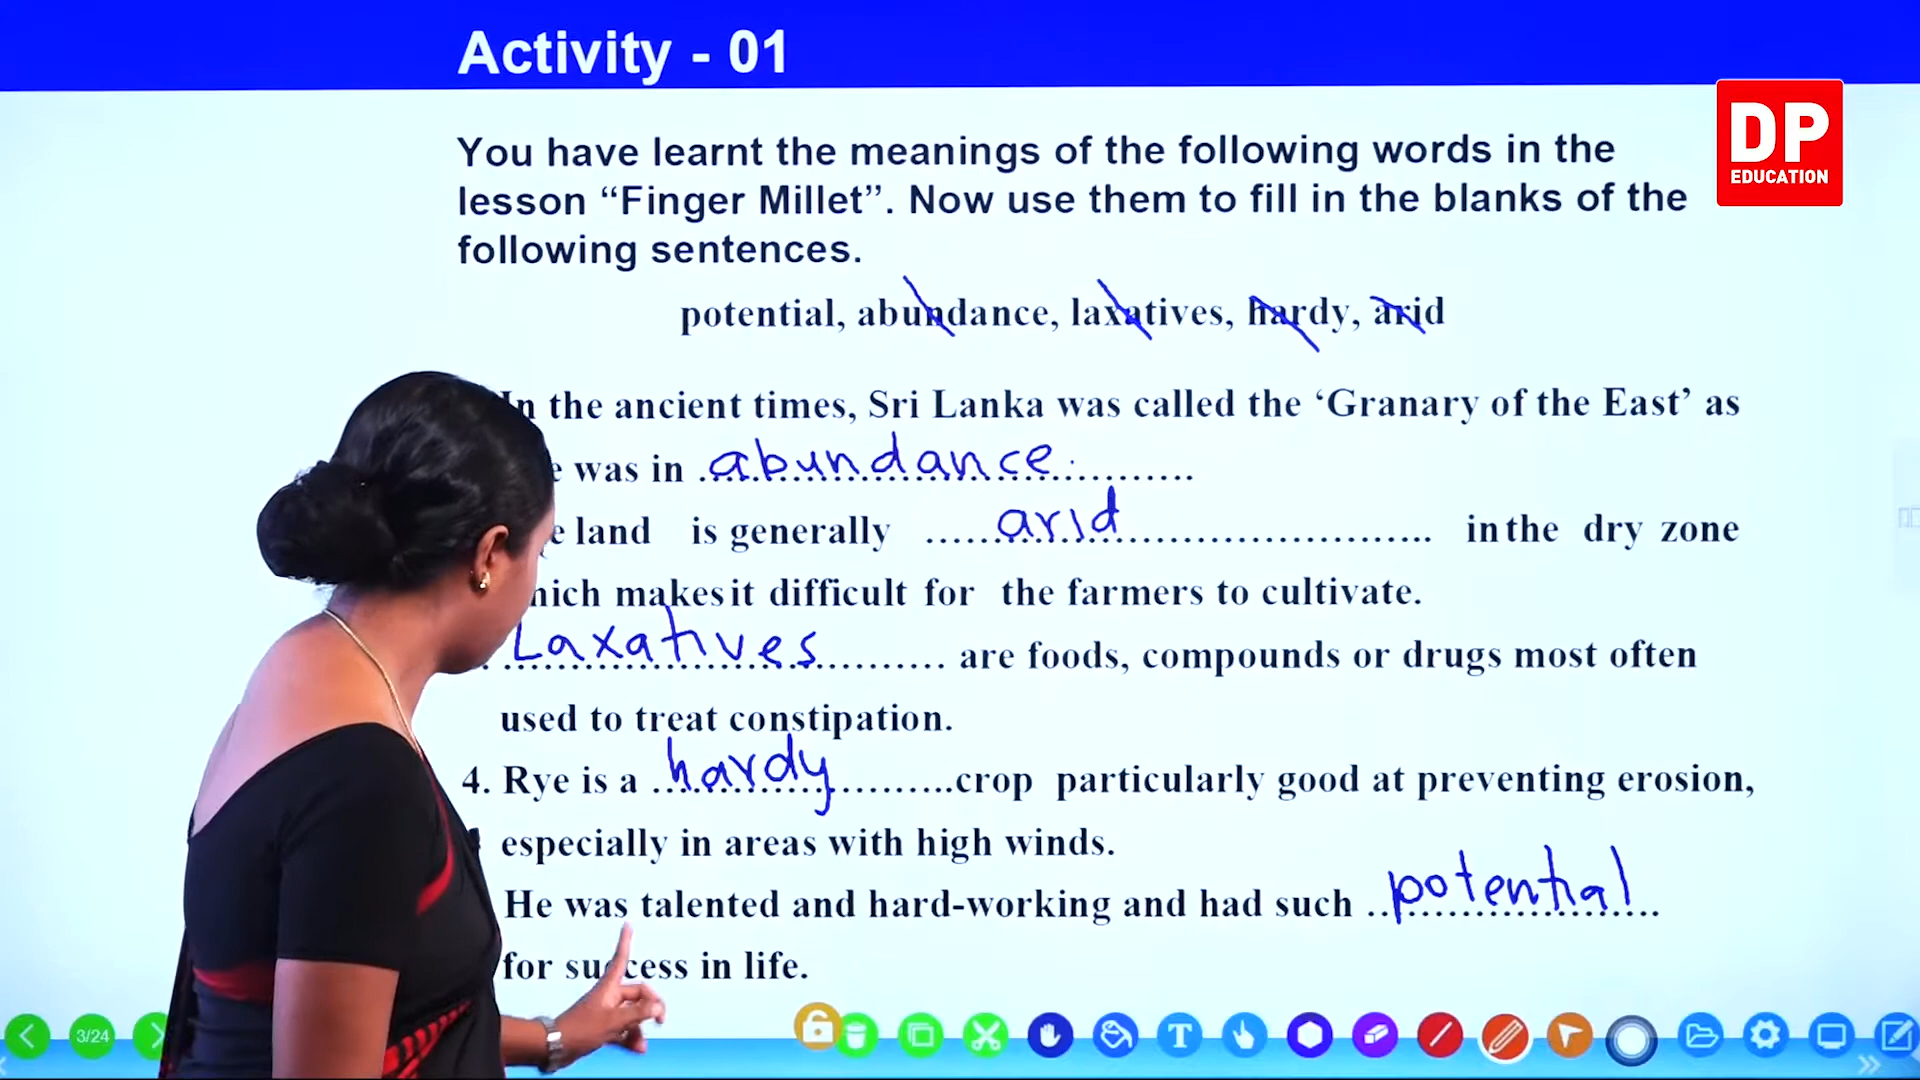 Activity - 01
DP
EDUCATION
You have learnt the meanings of the following words in the
lesson “Finger Millet”. Now use them to fill in the blanks of the
following sentences.
potential, abundance, laxatives, hardy, arid
In the ancient times, Sri Lanka was called the ‘Granary of the East’ as
was in abundance.
land is generally arid in the dry zone
which makes it difficult for the farmers to cultivate.
Laxatives are foods, compounds or drugs most often
used to treat constipation.
4. Rye is a hardy crop particularly good at preventing erosion,
especially in areas with high winds.
He was talented and hard-working and had such potential
for success in life.
3/24